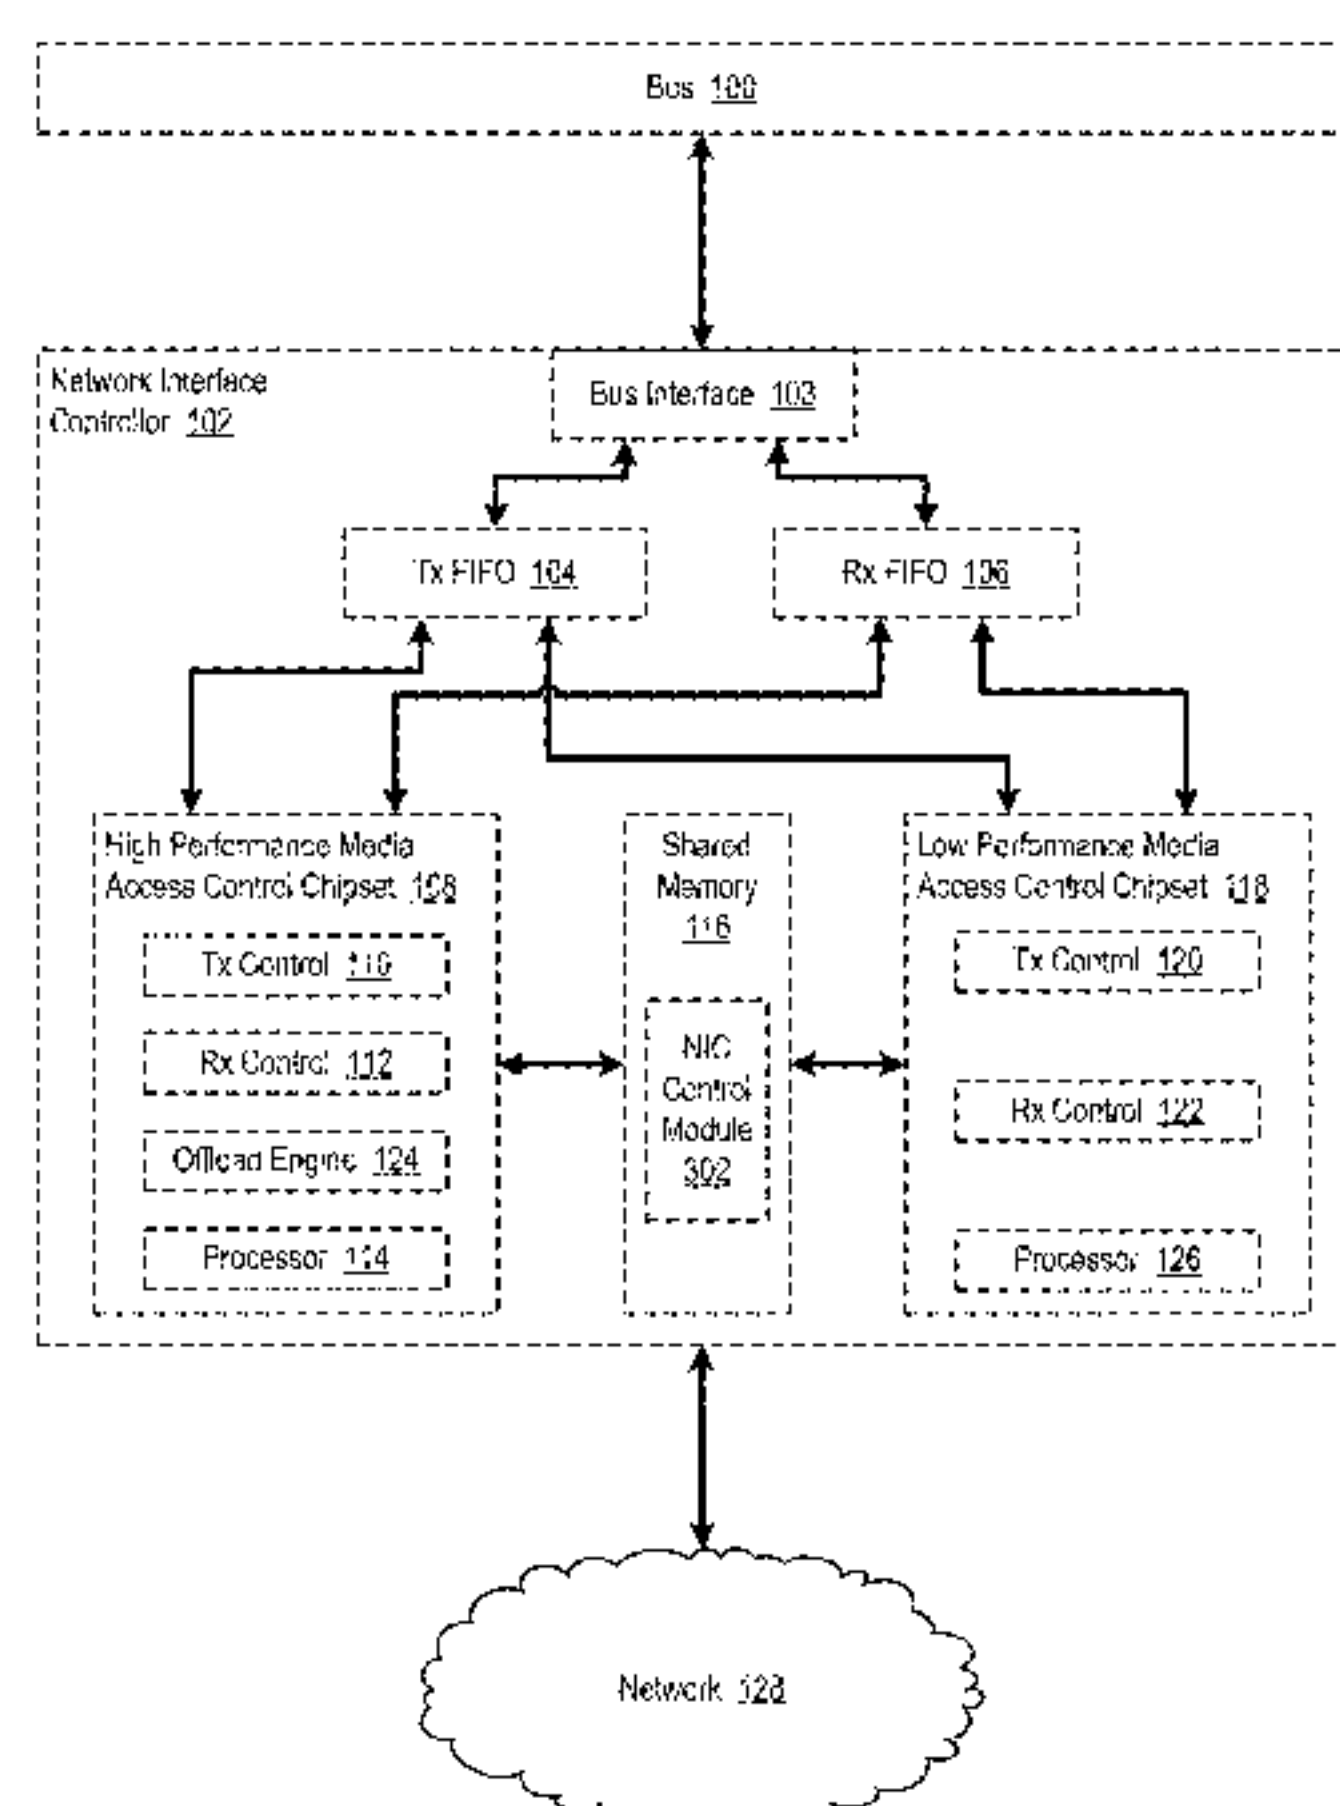 Bus 100
Network Interface
Controller 102
Bus Interface 103
Tx FIFO 104
Rx FIFO 106
High Performance Media
Access Control Chipset 108
Tx Control 110
Rx Control 112
Offload Engine 124
Processor 114
Shared
Memory
116
NIC
Control
Module
302
Low Performance Media
Access Control Chipset 118
Tx Control 120
Rx Control 122
Processor 126
Network 128